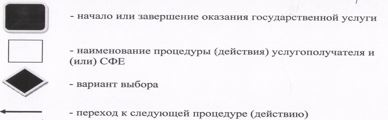 - начало или завершение оказания государственной услуги
- наименование процедуры (действия) услугополучателя и
(или) СФЕ
- вариант выбора
- переход к следующей процедуре (действию)